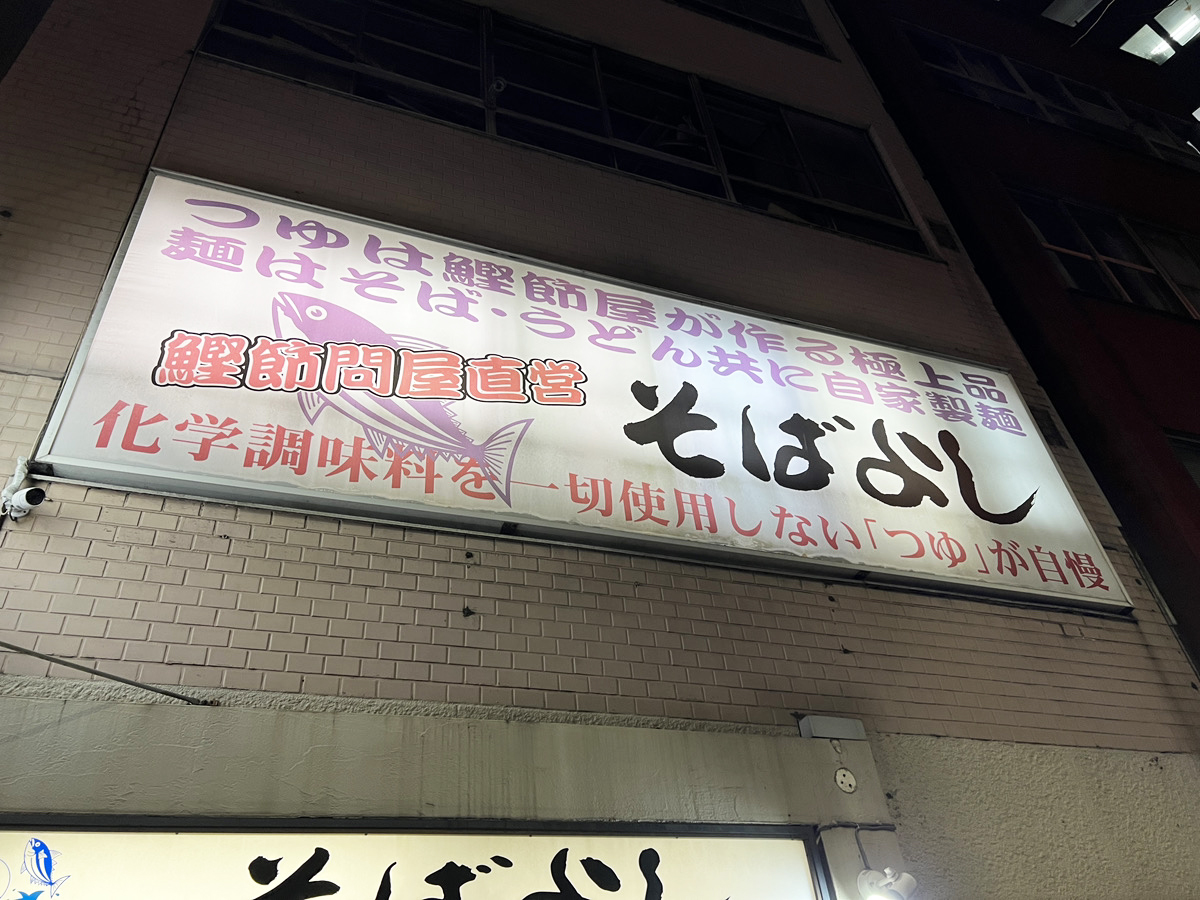 つゆは鰹節屋が作る極上品
麺はそば・うどん共に自家製麺
鰹節問屋直営
そばよし
化学調味料を一切使用しない「つゆ」が自慢
そばよし